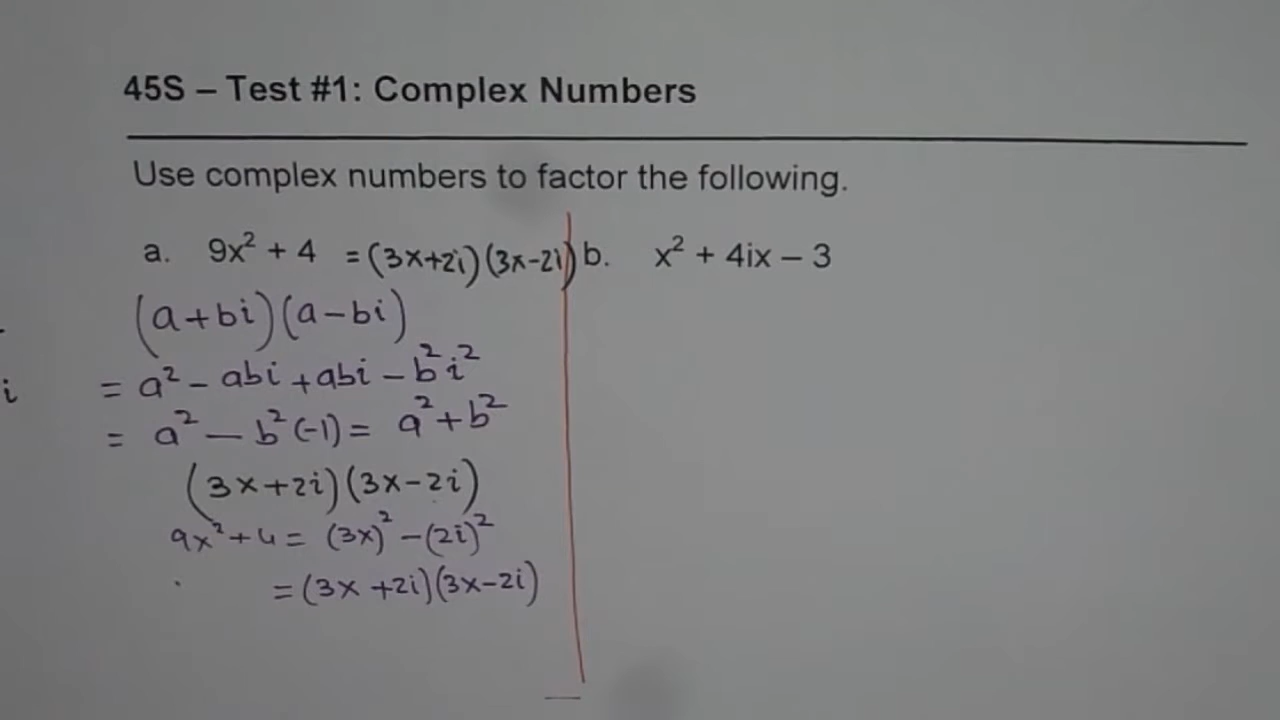 45S – Test #1: Complex Numbers
Use complex numbers to factor the following.
a. 9x² + 4 = (3x+2i)(3x-2i)
(a+bi)(a-bi)
= a² - abi + abi - b²i²
= a² - b²(-1) = a² + b²
(3x+2i)(3x-2i)
9x²+4 = (3x)² - (2i)²
= (3x +2i)(3x-2i)
i
b. x² + 4ix – 3